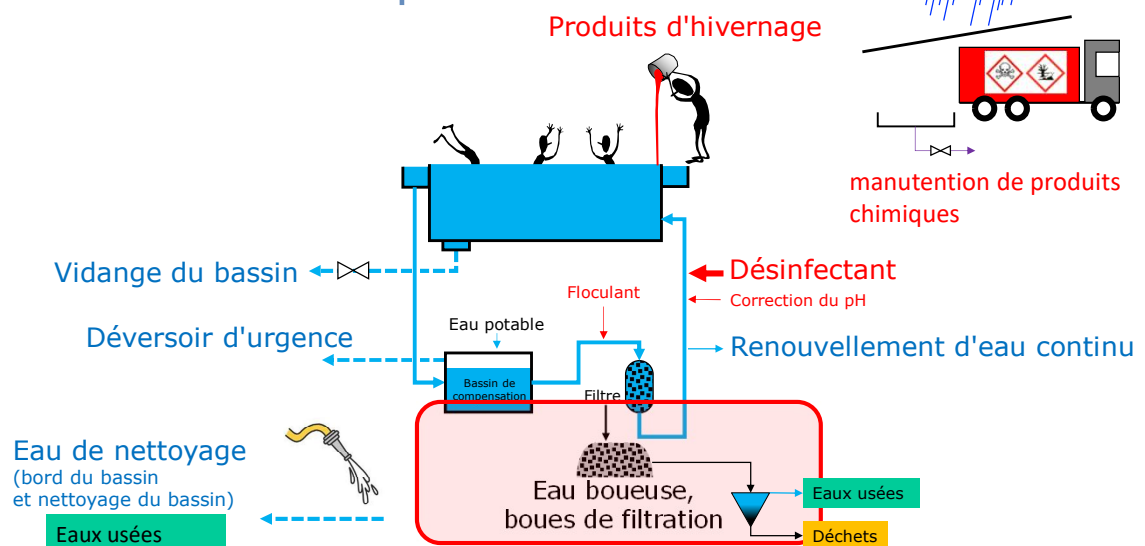 Produits d'hivernage
manutention de produits
chimiques
Vidange du bassin
Désinfectant
Floculant
Correction du pH
Eau potable
Déversoir d'urgence
Renouvellement d'eau continu
Bassin de
compensation
Filtre
Eau de nettoyage
(bord du bassin
et nettoyage du bassin)
Eaux usées
Eau boueuse,
boues de filtration
Eaux usées
Déchets